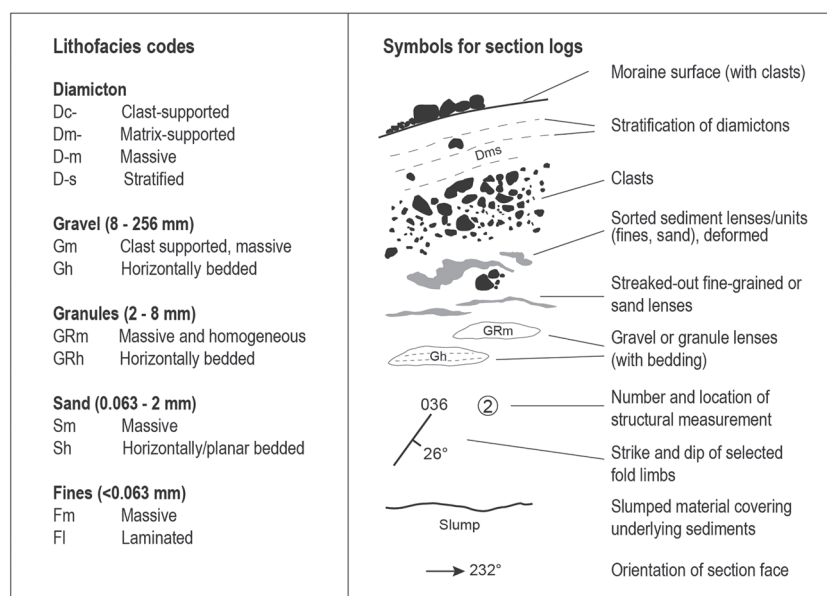 Lithofacies codes
Diamicton
Dc- Clast-supported
Dm- Matrix-supported
D-m Massive
D-s Stratified
Gravel (8 - 256 mm)
Gm Clast supported, massive
Gh Horizontally bedded
Granules (2 - 8 mm)
GRm Massive and homogeneous
GRh Horizontally bedded
Sand (0.063 - 2 mm)
Sm Massive
Sh Horizontally/planar bedded
Fines (<0.063 mm)
Fm Massive
Fl Laminated
Symbols for section logs
Moraine surface (with clasts)
Stratification of diamictons
Dms
Clasts
Sorted sediment lenses/units
(fines, sand), deformed
Streaked-out fine-grained or
sand lenses
GRm
Gh
Gravel or granule lenses
(with bedding)
036 2
Number and location of
structural measurement
26°
Strike and dip of selected
fold limbs
Slump
Slumped material covering
underlying sediments
232°
Orientation of section face